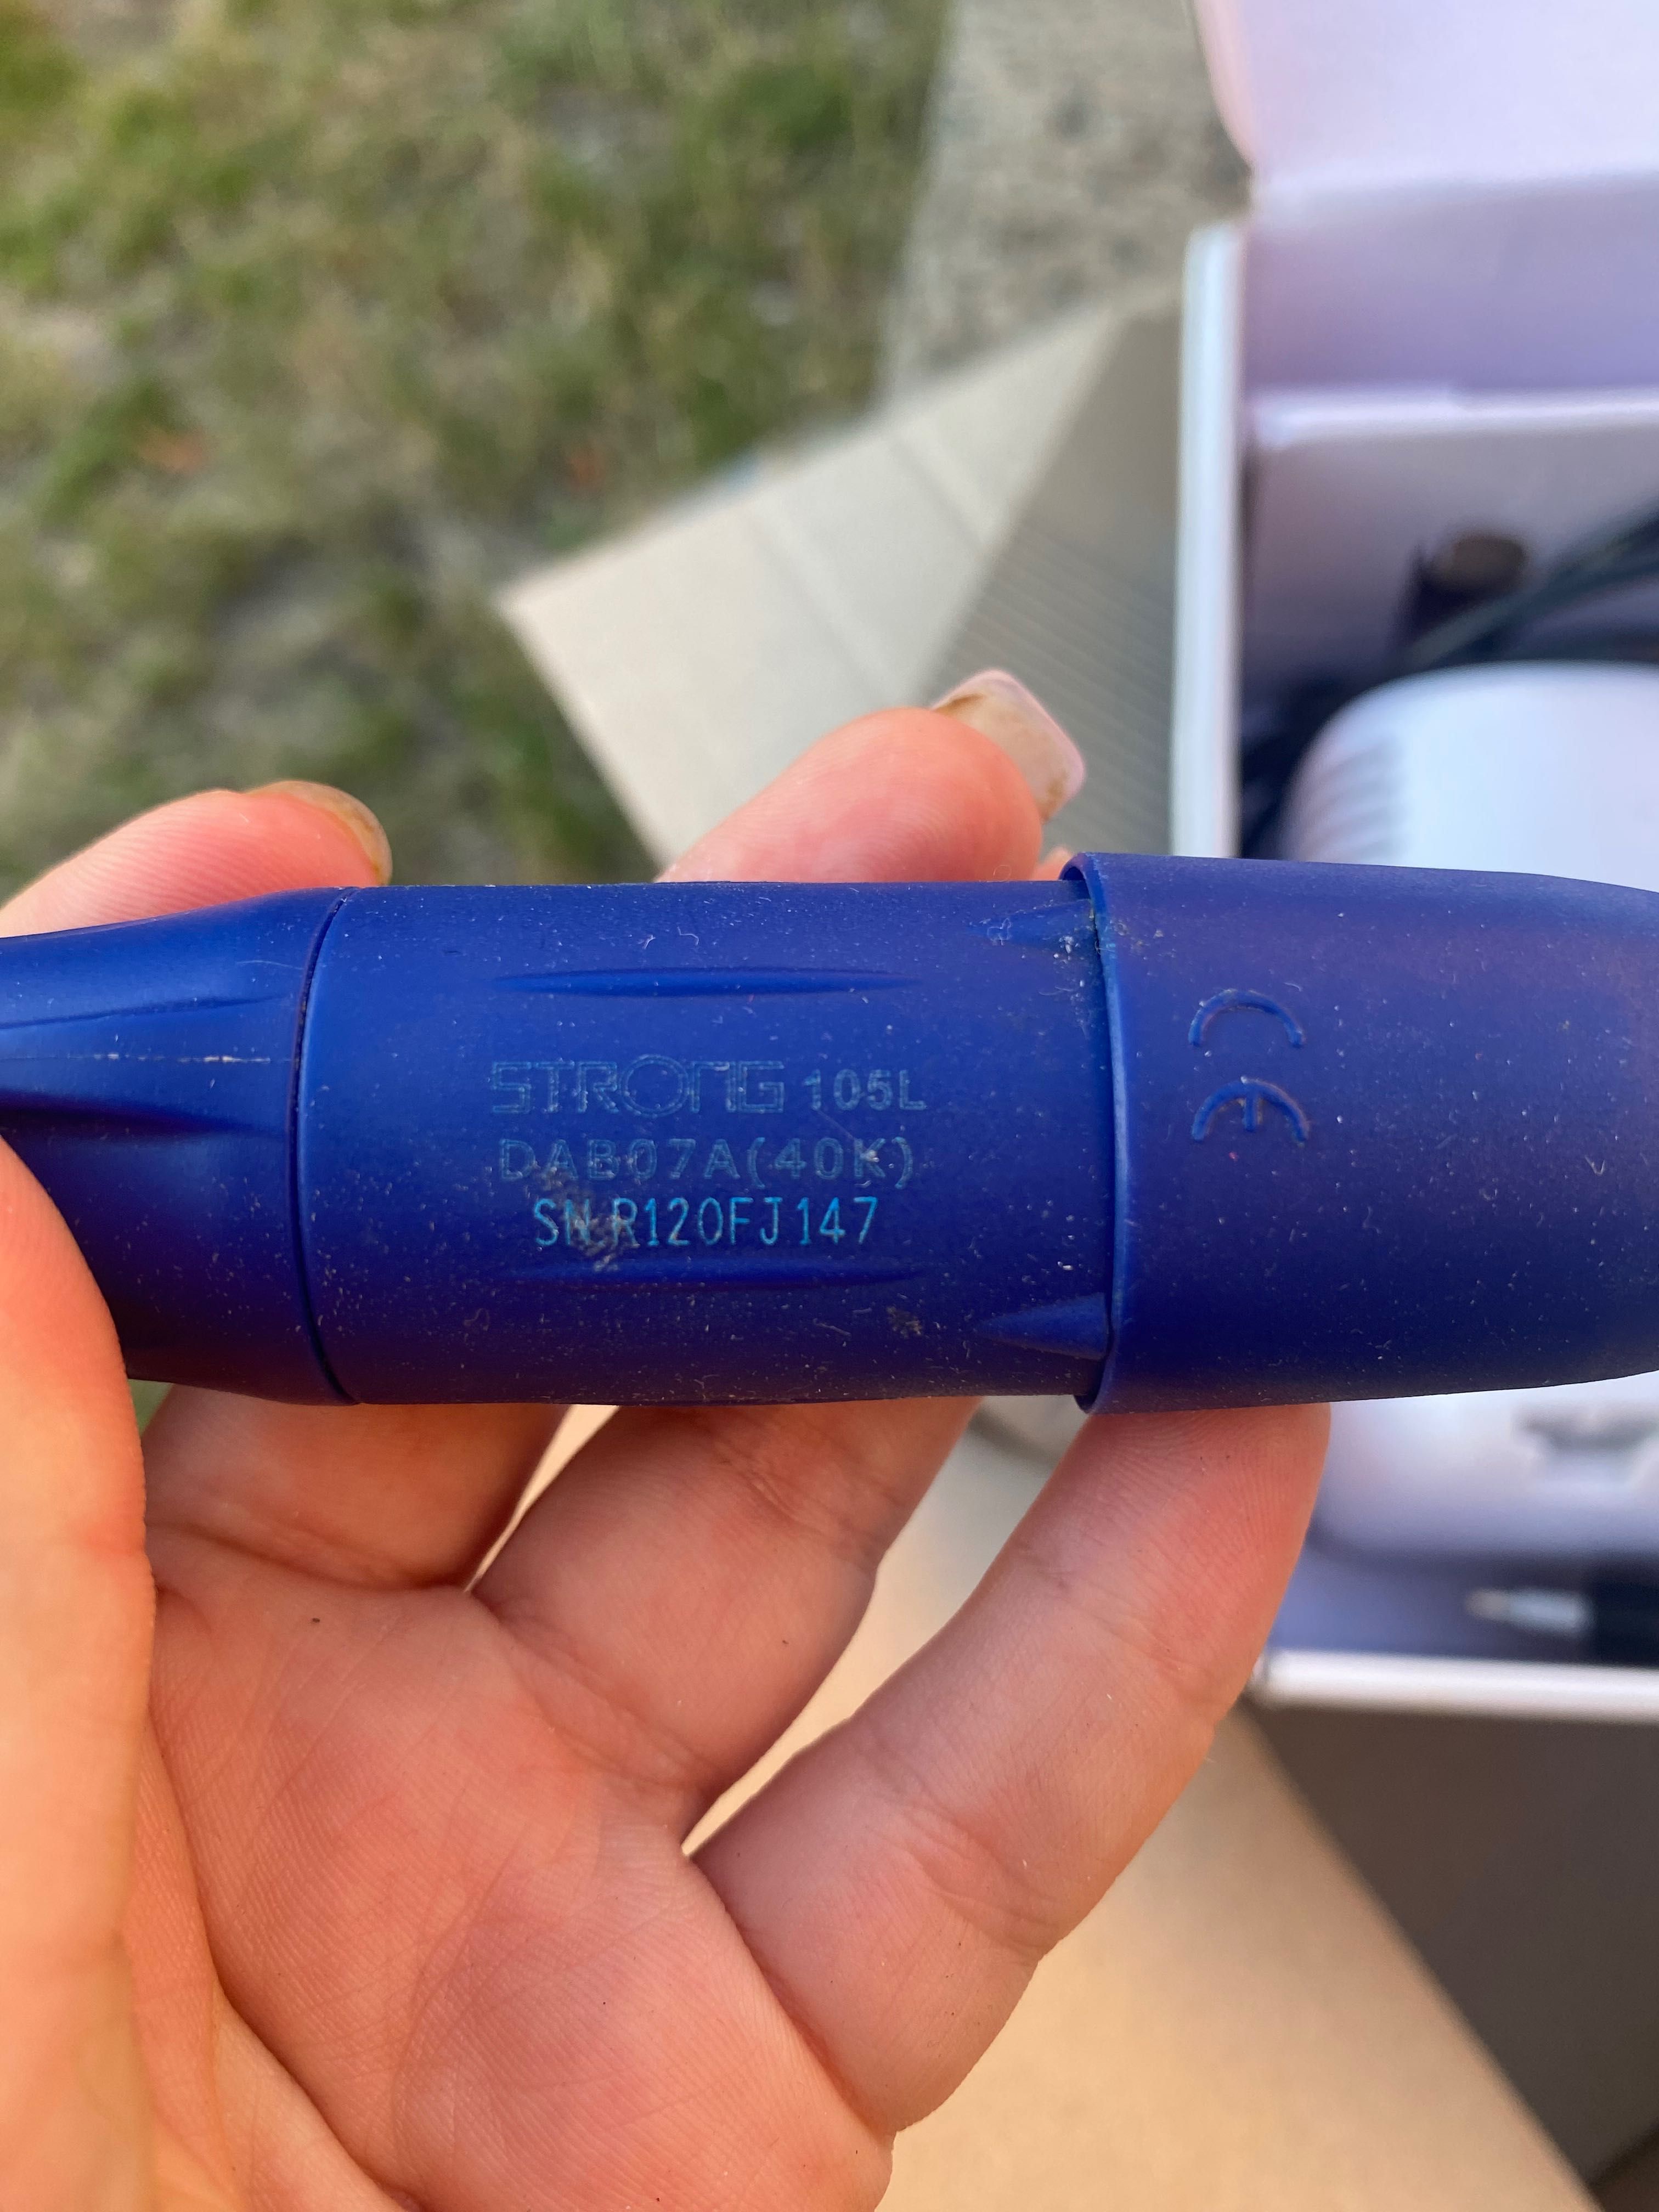 STRONG 105L
DAB07A(40K)
SN.R120FJ147
CE